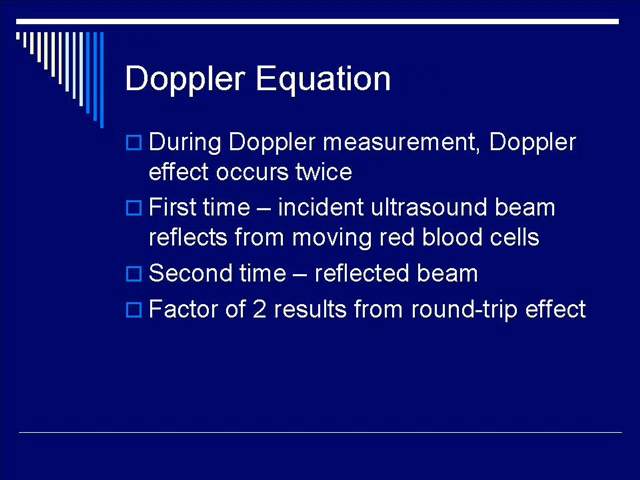 Doppler Equation
During Doppler measurement, Doppler
effect occurs twice
First time – incident ultrasound beam
reflects from moving red blood cells
Second time – reflected beam
Factor of 2 results from round-trip effect